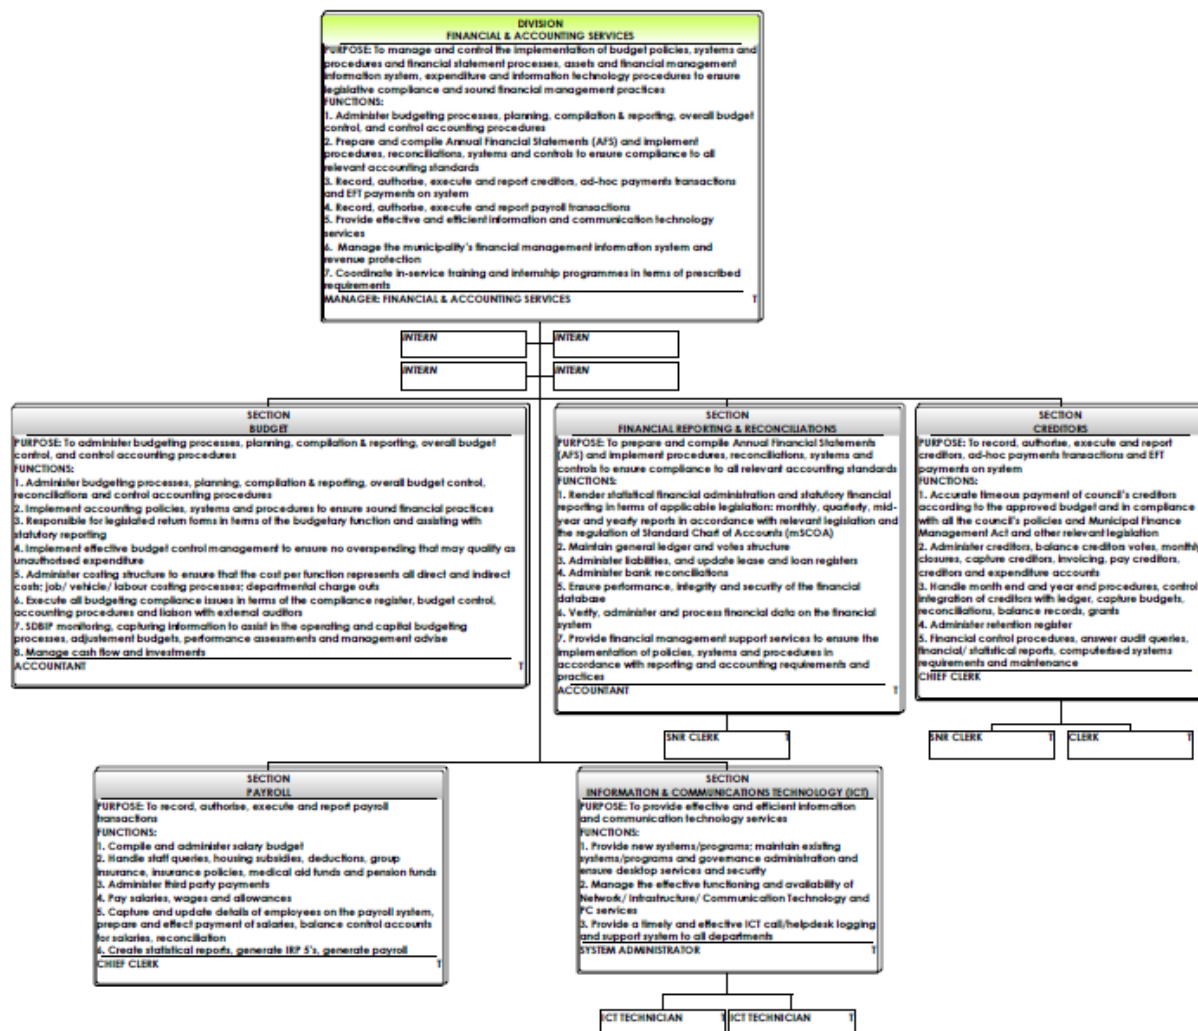 DIVISION
FINANCIAL & ACCOUNTING SERVICES
PURPOSE: To manage and control the implementation of budget policies, systems and
procedures and financial statement processes, assets and financial management
information system, expenditure and information technology procedures to ensure
legislative compliance and sound financial management practices
FUNCTIONS:
1. Administer budgeting processes, planning, compilation & reporting, overall budget
control, and control accounting procedures
2. Prepare and compile Annual Financial Statements (AFS) and implement
procedures, reconciliations, systems and controls to ensure compliance to all
relevant accounting standards
3. Record, authorise, execute and report creditors, ad-hoc payments transactions
and EFT payments on system
4. Record, authorise, execute and report payroll transactions
5. Provide effective and efficient information and communication technology
services
6. Manage the municipality's financial management information system and
revenue protection
7. Coordinate in-service training and internship programmes in terms of prescribed
requirements
MANAGER: FINANCIAL & ACCOUNTING SERVICES T
INTERN
INTERN
INTERN
INTERN
SECTION
BUDGET
PURPOSE: To administer budgeting processes, planning, compilation & reporting, overall budget
control, and control accounting procedures
FUNCTIONS:
1. Administer budgeting processes, planning, compilation & reporting, overall budget control,
reconciliations and control accounting procedures
2. Implement accounting policies, systems and procedures to ensure sound financial practices
3. Responsible for legislated return forms in terms of the budgetary function and assisting with
statutory reporting
4. Implement effective budget control management to ensure no overspending that may qualify as
unauthorised expenditure
5. Administer costing structure to ensure that the cost per function represents all direct and indirect
costs; job/ vehicle/ labour costing processes; departmental charge outs
6. Execute all budgeting compliance issues in terms of the compliance register, budget control,
accounting procedures and liaison with external auditors
7. SDBIP monitoring, capturing information to assist in the operating and capital budgeting
processes, adjustement budgets, performance assessments and management advise
8. Manage cash flow and investments
ACCOUNTANT T
SECTION
FINANCIAL REPORTING & RECONCILIATIONS
PURPOSE: To prepare and compile Annual Financial Statements
(AFS) and implement procedures, reconciliations, systems and
controls to ensure compliance to all relevant accounting standards
FUNCTIONS:
1. Render statistical financial administration and statutory financial
reporting in terms of applicable legislation: monthly, quarterly, mid-
year and yearly reports in accordance with relevant legislation and
the regulation of Standard Chart of Accounts (mSCOA)
2. Maintain general ledger and votes structure
3. Administer liabilities, and update lease and loan registers
4. Administer bank reconciliations
5. Ensure performance, integrity and security of the financial
database
6. Verify, administer and process financial data on the financial
system
7. Provide financial management support services to ensure the
implementation of policies, systems and procedures in
accordance with reporting and accounting requirements and
practices
ACCOUNTANT T
SNR CLERK T
SECTION
CREDITORS
PURPOSE: To record, authorise, execute and report
creditors, ad-hoc payments transactions and EFT
payments on system
FUNCTIONS:
1. Accurate timeous payment of council's creditors
according to the approved budget and in compliance
with all the council's policies and Municipal Finance
Management Act and other relevant legislation
2. Administer creditors, balance creditors votes, monthly
closures, capture creditors, invoicing, pay creditors,
creditors and expenditure accounts
3. Handle month end and year end procedures, control
integration of creditors with ledger, capture budgets,
reconciliations, balance records, grants
4. Administer retention register
5. Financial control procedures, answer audit queries,
financial/ statistical reports, computerised systems
requirements and maintenance
CHIEF CLERK
SNR CLERK T
CLERK T
SECTION
PAYROLL
PURPOSE: To record, authorise, execute and report payroll
transactions
FUNCTIONS:
1. Compile and administer salary budget
2. Handle staff queries, housing subsidies, deductions, group
insurance, insurance policies, medical aid funds and pension funds
3. Administer third party payments
4. Pay salaries, wages and allowances
5. Capture and update details of employees on the payroll system,
prepare and effect payment of salaries, balance control accounts
for salaries, reconciliation
6. Create statistical reports, generate IRP 5's, generate payroll
CHIEF CLERK T
SECTION
INFORMATION & COMMUNICATIONS TECHNOLOGY (ICT)
PURPOSE: To provide effective and efficient information
and communication technology services
FUNCTIONS:
1. Provide new systems/programs; maintain existing
systems/programs and governance administration and
ensure desktop services and security
2. Manage the effective functioning and availability of
Network/ Infrastructure/ Communication Technology and
PC services
3. Provide a timely and effective ICT call/helpdesk logging
and support system to all departments
SYSTEM ADMINISTRATOR T
ICT TECHNICIAN T
ICT TECHNICIAN T